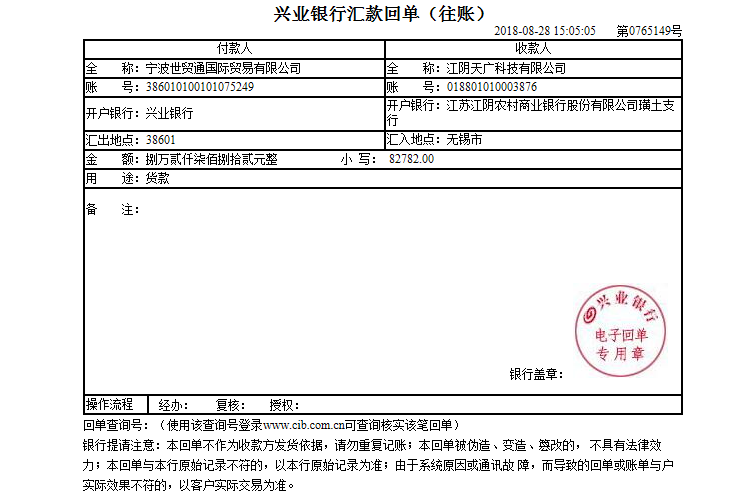 兴业银行汇款回单（往账）
2018-08-28 15:05:05 第0765149号
付款人 收款人
全 称：宁波世贸通国际贸易有限公司 全 称：江阴天广科技有限公司
账 号：386010100101075249 账 号：018801010003876
开户银行：兴业银行 开户银行：江苏江阴农村商业银行股份有限公司璜土支
行
汇出地点：38601 汇入地点：无锡市
金 额：捌万贰仟柒佰捌拾贰元整 小 写： 82782.00
用 途：货款
备 注：
兴业银行
电子回单
专用章
银行盖章：
操作流程 经办： 复核： 授权：
回单查询号：（使用该查询号登录www.cib.com.cn可查询核实该笔回单）
银行提请注意：本回单不作为收款方发货依据，请勿重复记账；本回单被伪造、变造、篡改的，不具有法律效
力；本回单与本行原始记录不符的，以本行原始记录为准；由于系统原因或通讯故 障，而导致的回单或账单与户
实际效果不符的，以客户实际交易为准。